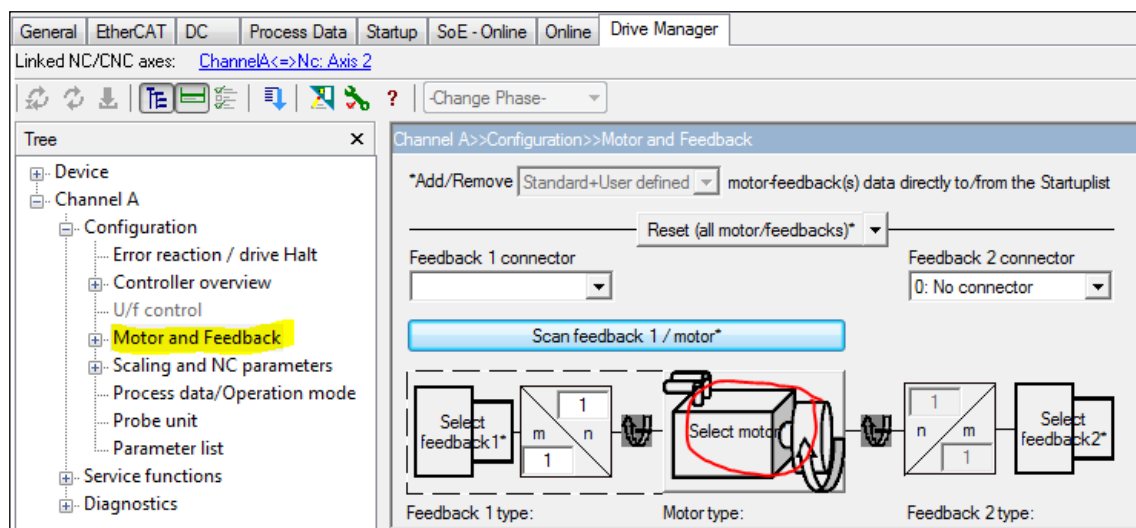 General EtherCAT DC Process Data Startup SoE - Online Online Drive Manager
Linked NC/CNC axes: ChannelA<=>Nc: Axis 2
? -Change Phase-
Tree x
Channel A>>Configuration>>Motor and Feedback
Device
Channel A
Configuration
Error reaction / drive Halt
Controller overview
U/f control
Motor and Feedback
Scaling and NC parameters
Process data/Operation mode
Probe unit
Parameter list
Service functions
Diagnostics
*Add/Remove Standard+User defined motor-feedback(s) data directly to/from the Startuplist
Reset (all motor/feedbacks)*
Feedback 1 connector
Feedback 2 connector
0: No connector
Scan feedback 1 / motor*
Select
feedback1*
1
m n
1
Select motor
1
n m
1
Select
feedback2*
Feedback 1 type: Motor type: Feedback 2 type: